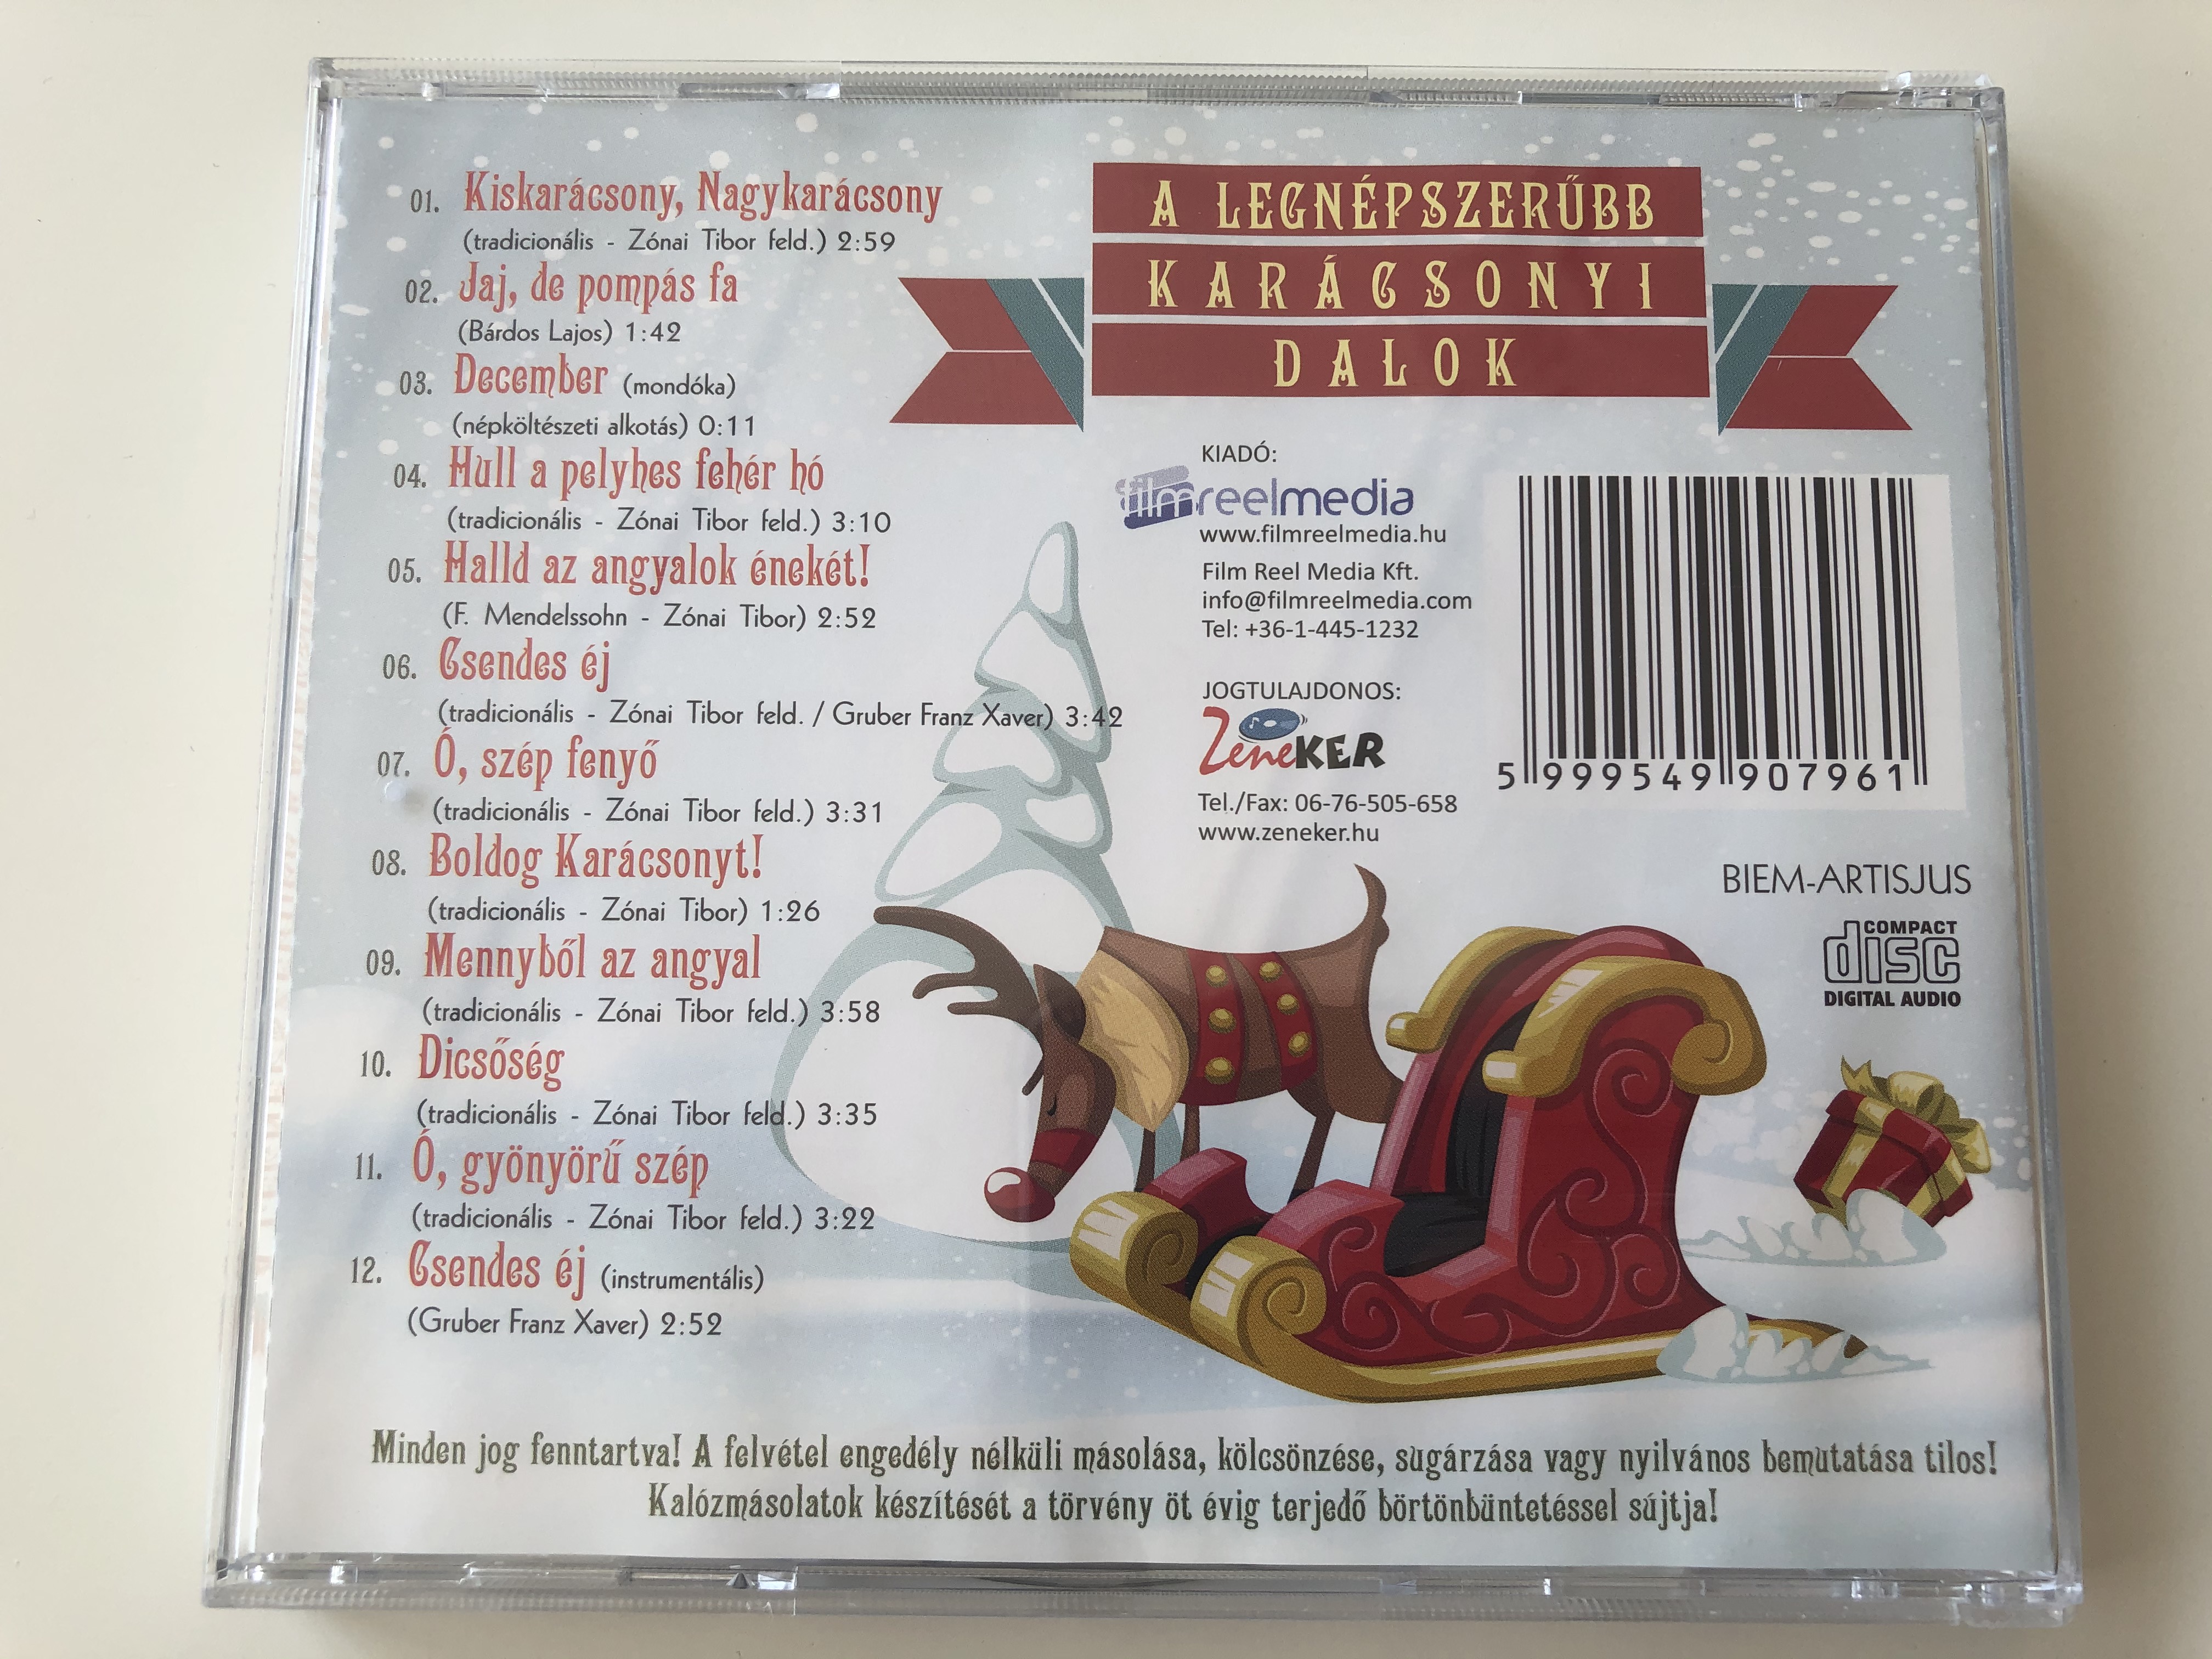 01. Kiskarácsony, Nagykarácsony
(tradicionális - Zónai Tibor feld.) 2:59
02. Jaj, de pompás fa
(Bárdos Lajos) 1:42
03. December (mondóka)
(népköltészeti alkotás) 0:11
04. Hull a pelyhes fehér hó
(tradicionális - Zónai Tibor feld.) 3:10
05. Halld az angyalok énekét!
(F. Mendelssohn - Zónai Tibor) 2:52
06. Csendes éj
(tradicionális - Zónai Tibor feld. / Gruber Franz Xaver) 3:42
07. Ó, szép fenyő
(tradicionális - Zónai Tibor feld.) 3:31
08. Boldog Karácsonyt!
(tradicionális - Zónai Tibor) 1:26
09. Mennyből az angyal
(tradicionális - Zónai Tibor feld.) 3:58
10. Dicsőség
(tradicionális - Zónai Tibor feld.) 3:35
11. Ó, gyönyörű szép
(tradicionális - Zónai Tibor feld.) 3:22
12. Csendes éj (instrumentális)
(Gruber Franz Xaver) 2:52
A LEGNÉPSZERŰBB
KARÁCSONYI
DALOK
KIADÓ:
filmreelmedia
www.filmreelmedia.hu
Film Reel Media Kft.
info@filmreelmedia.com
Tel: +36-1-445-1232
JOGTULAJDONOS:
ZeneKER
Tel./Fax: 06-76-505-658
www.zeneker.hu
5 999549 907961
BIEM-ARTISJUS
COMPACT
disc
DIGITAL AUDIO
Minden jog fenntartva! A felvétel engedély nélküli másolása, kölcsönzése, sugárzása vagy nyilvános bemutatása tilos!
Kalózmásolatok készítését a törvény öt évig terjedő börtönbüntetéssel sújtja!